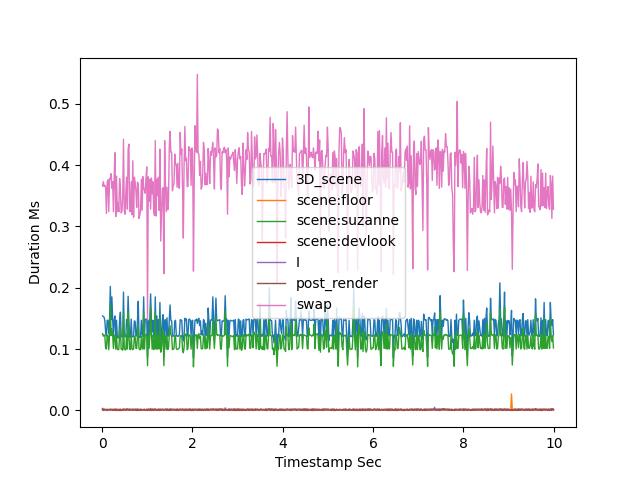 0.5
0.4
0.3
0.2
0.1
0.0
Duration Ms
3D_scene
scene:floor
scene:suzanne
scene:devlook
I
post_render
swap
0 2 4 6 8 10
Timestamp Sec